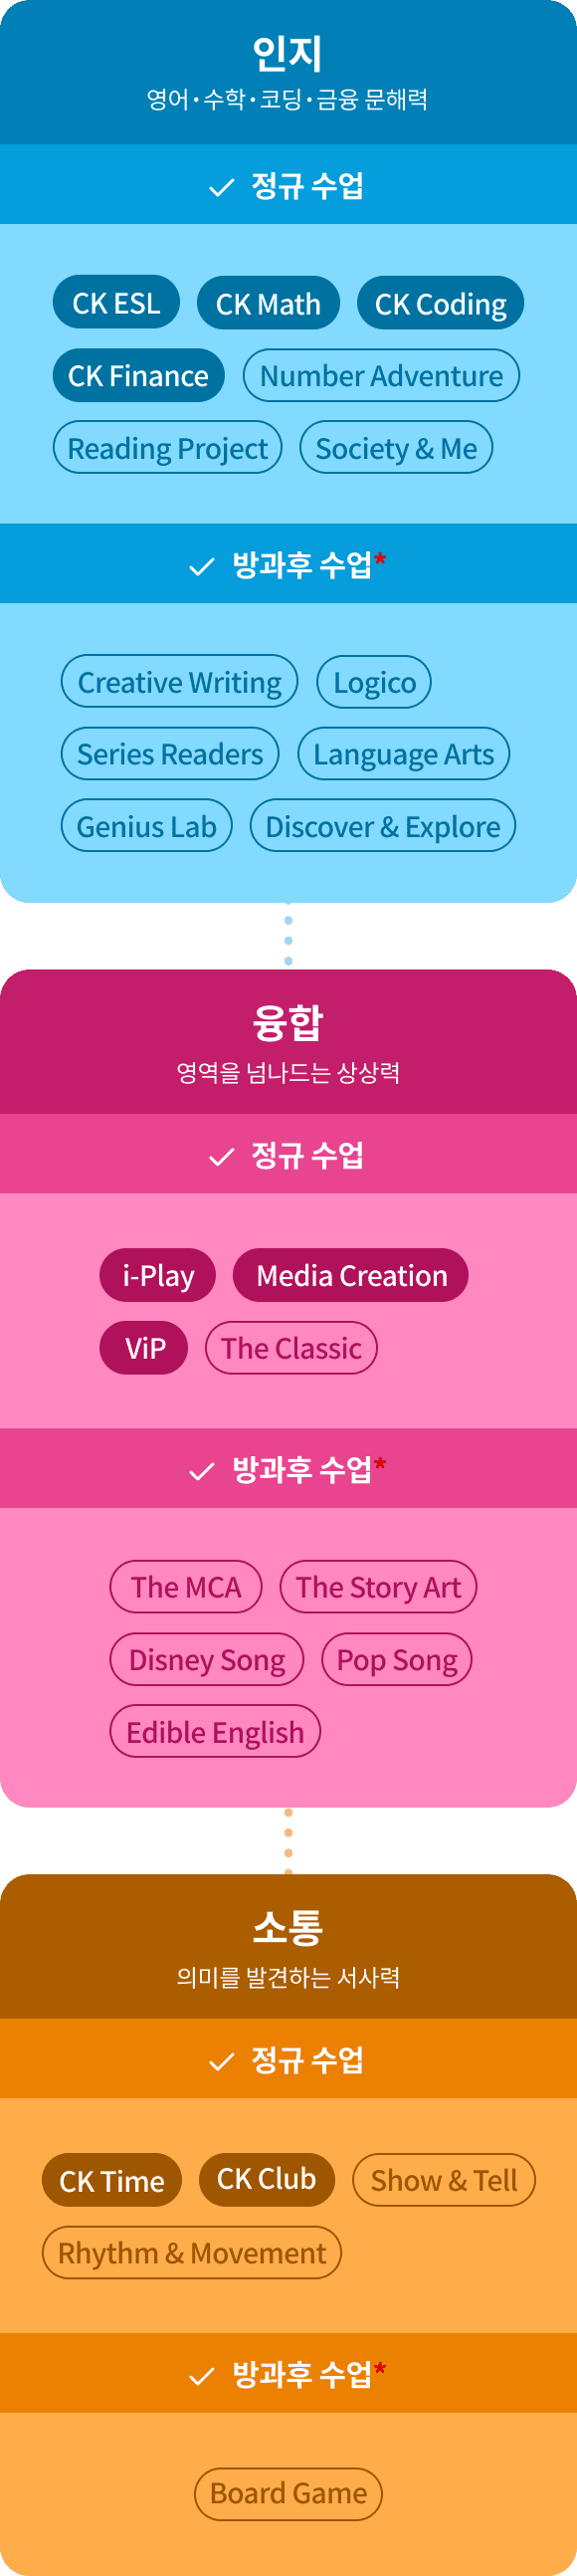 인지
영어·수학·코딩·금융 문해력
정규 수업
CK ESL CK Math CK Coding
CK Finance Number Adventure
Reading Project Society & Me
방과후 수업*
Creative Writing Logico
Series Readers Language Arts
Genius Lab Discover & Explore
융합
영역을 넘나드는 상상력
정규 수업
i-Play Media Creation
ViP The Classic
방과후 수업*
The MCA The Story Art
Disney Song Pop Song
Edible English
소통
의미를 발견하는 서사력
정규 수업
CK Time CK Club Show & Tell
Rhythm & Movement
방과후 수업*
Board Game